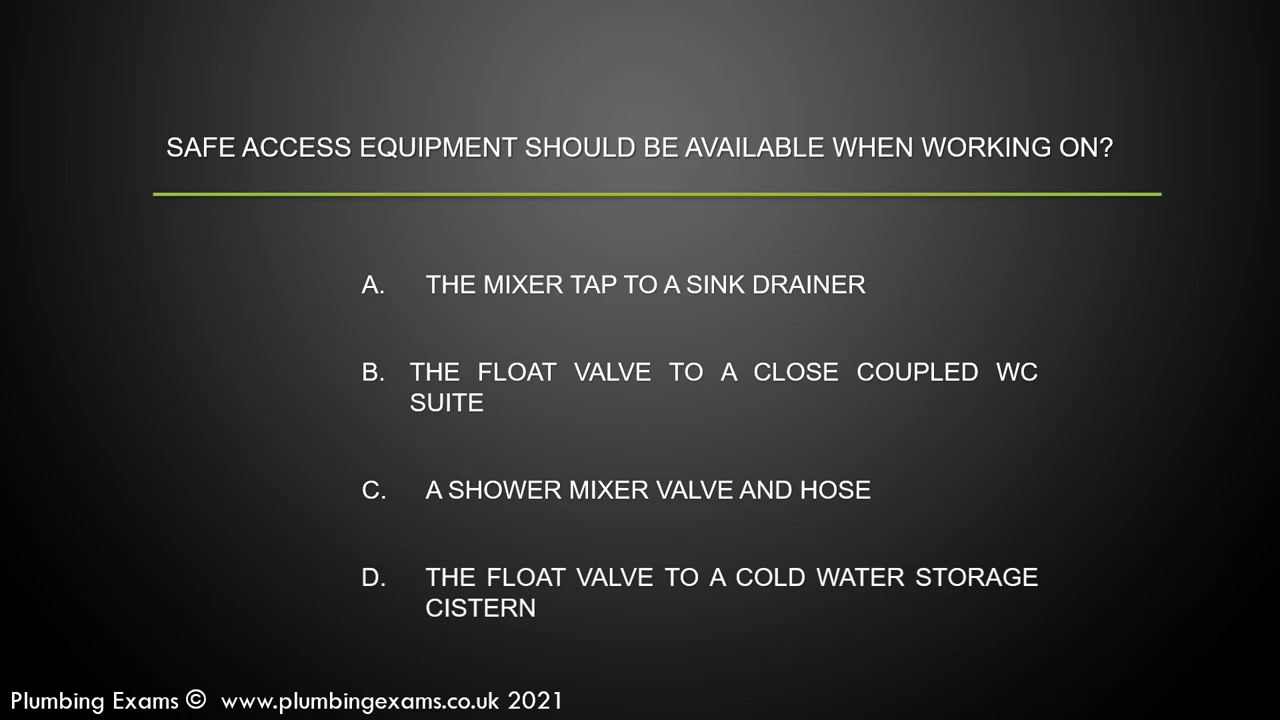 SAFE ACCESS EQUIPMENT SHOULD BE AVAILABLE WHEN WORKING ON?
A. THE MIXER TAP TO A SINK DRAINER
B. THE FLOAT VALVE TO A CLOSE COUPLED WC
SUITE
C. A SHOWER MIXER VALVE AND HOSE
D. THE FLOAT VALVE TO A COLD WATER STORAGE
CISTERN
Plumbing Exams © www.plumbingexams.co.uk 2021